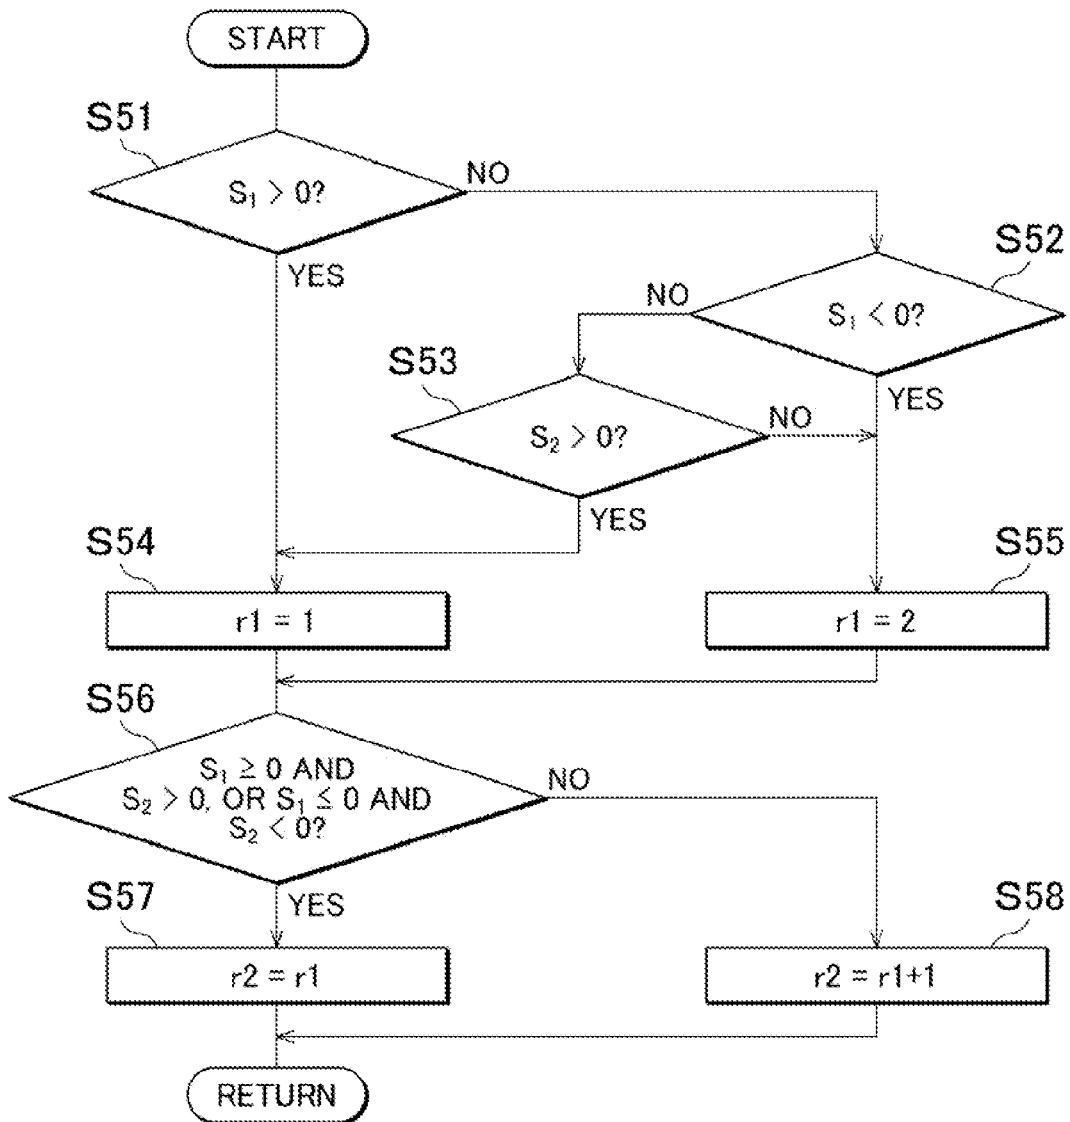 START
S51
S₁ > 0?
NO
YES
S52
S₁ < 0?
NO
YES
S53
S₂ > 0?
NO
YES
S54
r1 = 1
S55
r1 = 2
S56
S₁ ≥ 0 AND
S₂ > 0, OR S₁ ≤ 0 AND
S₂ < 0?
NO
YES
S57
r2 = r1
S58
r2 = r1+1
RETURN